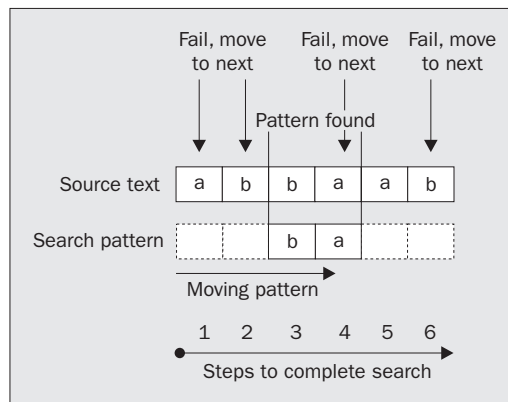 Fail, move
to next
Fail, move
to next
Fail, move
to next
Pattern found
Source text a b b a a b
Search pattern b a
Moving pattern
1 2 3 4 5 6
Steps to complete search